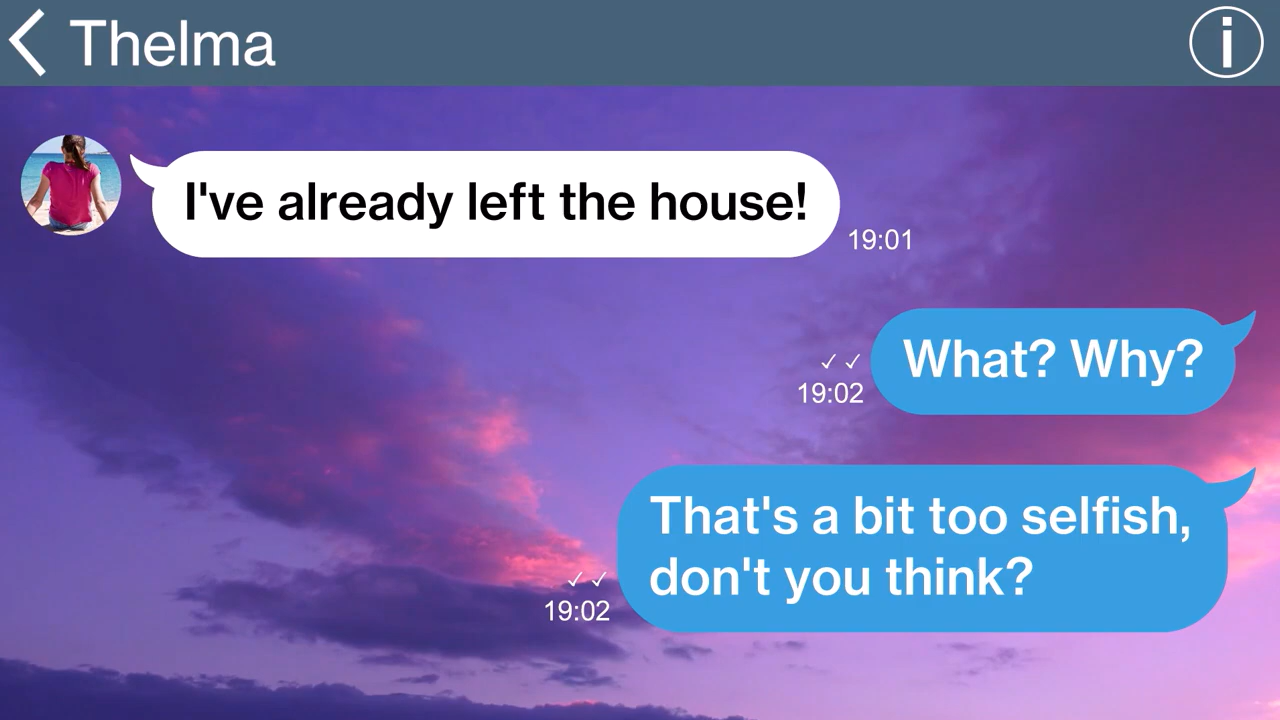 Thelma
I've already left the house!
19:01
What? Why?
19:02
That's a bit too selfish,
don't you think?
19:02